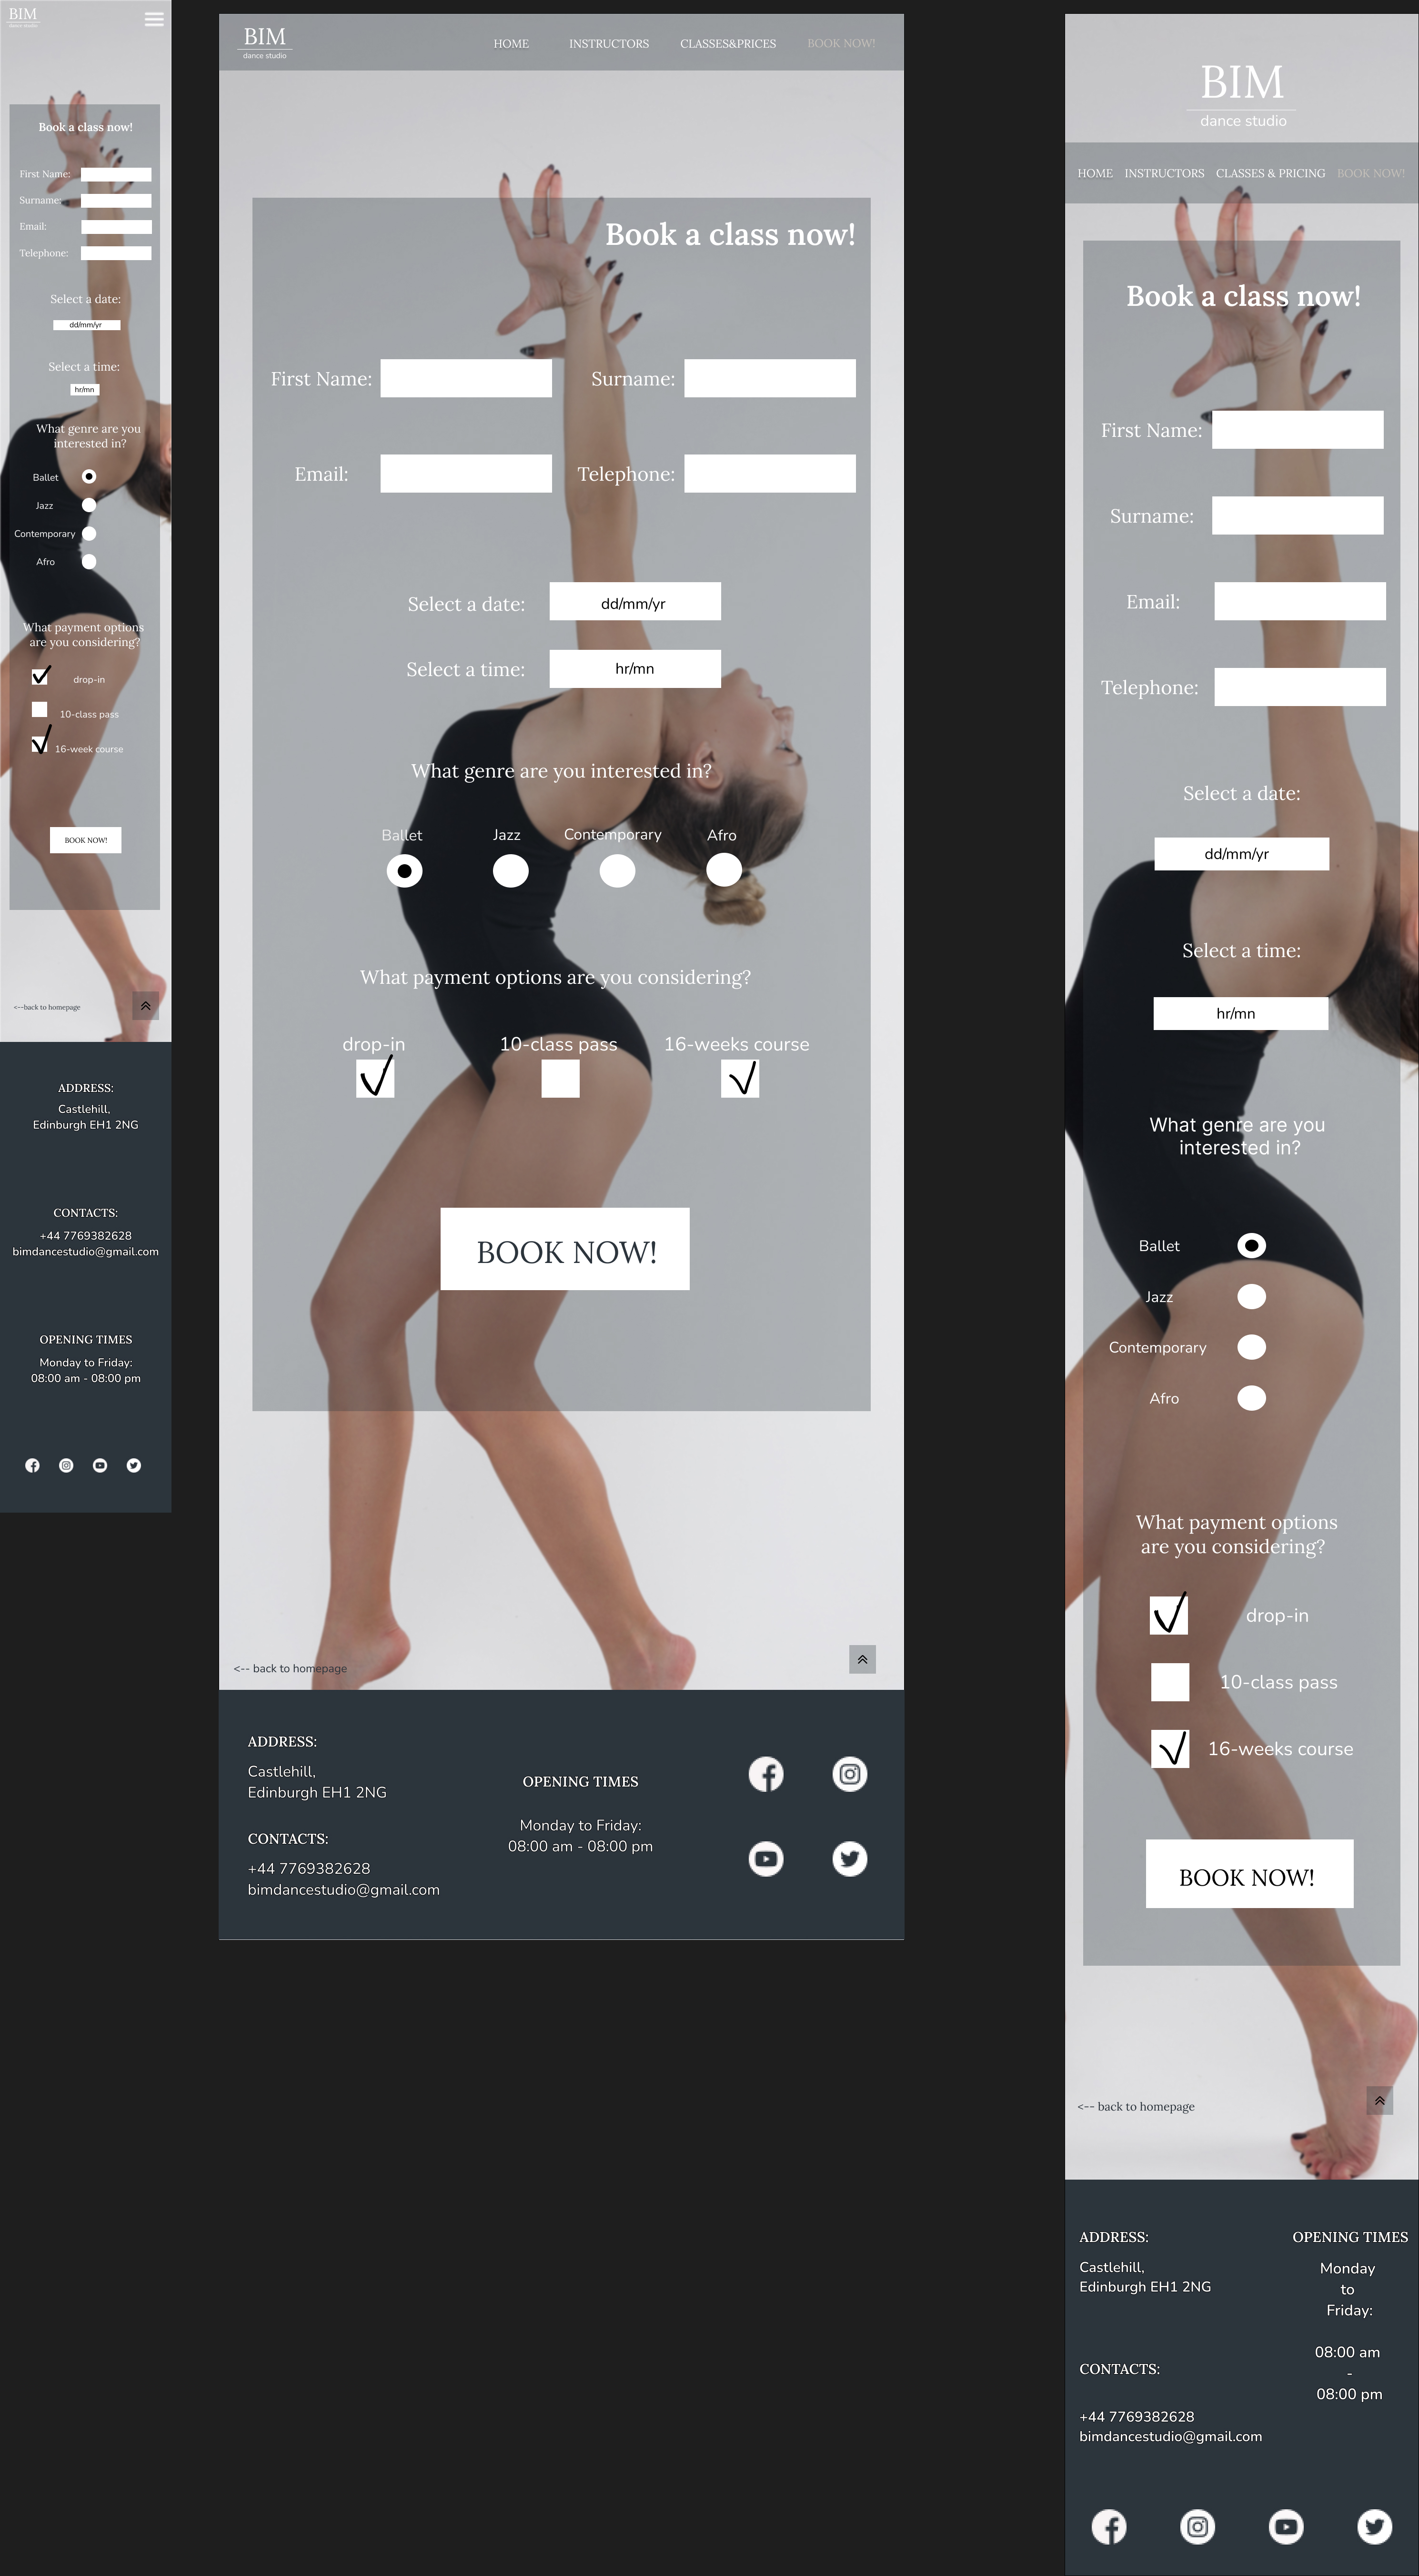 BIM
dance studio
Book a class now!
First Name:
Surname:
Email:
Telephone:
Select a date:
dd/mm/yr
Select a time:
hr/mn
What genre are you
interested in?
Ballet
Jazz
Contemporary
Afro
What payment options
are you considering?
drop-in
10-class pass
16-week course
BOOK NOW!
<--back to homepage
ADDRESS:
Castlehill,
Edinburgh EH1 2NG
CONTACTS:
+44 7769382628
bimdancestudio@gmail.com
OPENING TIMES
Monday to Friday:
08:00 am - 08:00 pm
BIM
dance studio
HOME INSTRUCTORS CLASSES&PRICES BOOK NOW!
Book a class now!
First Name: Surname:
Email: Telephone:
Select a date: dd/mm/yr
Select a time: hr/mn
What genre are you interested in?
Ballet Jazz Contemporary Afro
What payment options are you considering?
drop-in 10-class pass 16-weeks course
BOOK NOW!
<-- back to homepage
ADDRESS:
Castlehill,
Edinburgh EH1 2NG
CONTACTS:
+44 7769382628
bimdancestudio@gmail.com
OPENING TIMES
Monday to Friday:
08:00 am - 08:00 pm
BIM
dance studio
HOME INSTRUCTORS CLASSES & PRICING BOOK NOW!
Book a class now!
First Name:
Surname:
Email:
Telephone:
Select a date:
dd/mm/yr
Select a time:
hr/mn
What genre are you
interested in?
Ballet
Jazz
Contemporary
Afro
What payment options
are you considering?
drop-in
10-class pass
16-weeks course
BOOK NOW!
<-- back to homepage
ADDRESS:
Castlehill,
Edinburgh EH1 2NG
CONTACTS:
+44 7769382628
bimdancestudio@gmail.com
OPENING TIMES
Monday
to
Friday:
08:00 am
-
08:00 pm